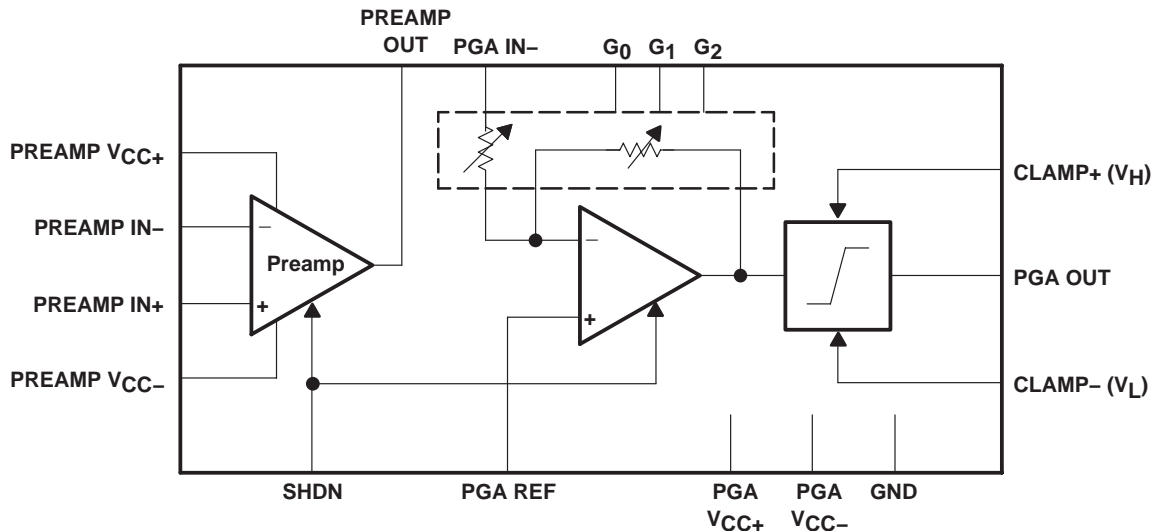 PREAMP
OUT
PGA IN−
G0
G1
G2
PREAMP VCC+
PREAMP IN−
PREAMP IN+
PREAMP VCC−
−
Preamp
+
−
+
CLAMP+ (VH)
PGA OUT
CLAMP− (VL)
SHDN
PGA REF
PGA
VCC+
PGA
VCC−
GND